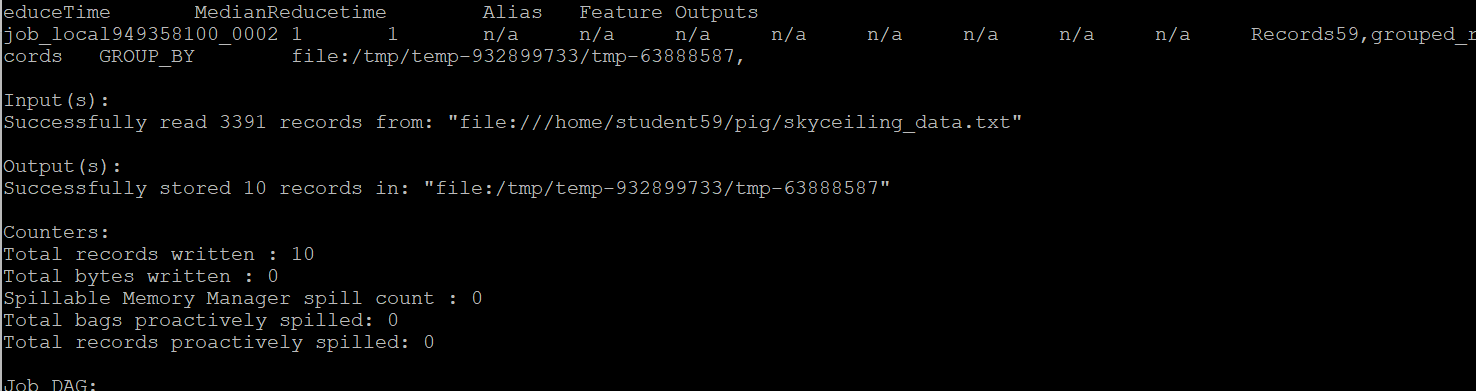 educeTime MedianReducetime Alias Feature Outputs
job_local949358100_0002 1 1 n/a n/a n/a n/a n/a n/a n/a n/a Records59,grouped_r
cords GROUP_BY file:/tmp/temp-932899733/tmp-63888587,
Input(s):
Successfully read 3391 records from: "file:///home/student59/pig/skyceiling_data.txt"
Output(s):
Successfully stored 10 records in: "file:/tmp/temp-932899733/tmp-63888587"
Counters:
Total records written : 10
Total bytes written : 0
Spillable Memory Manager spill count : 0
Total bags proactively spilled: 0
Total records proactively spilled: 0
Job DAG: